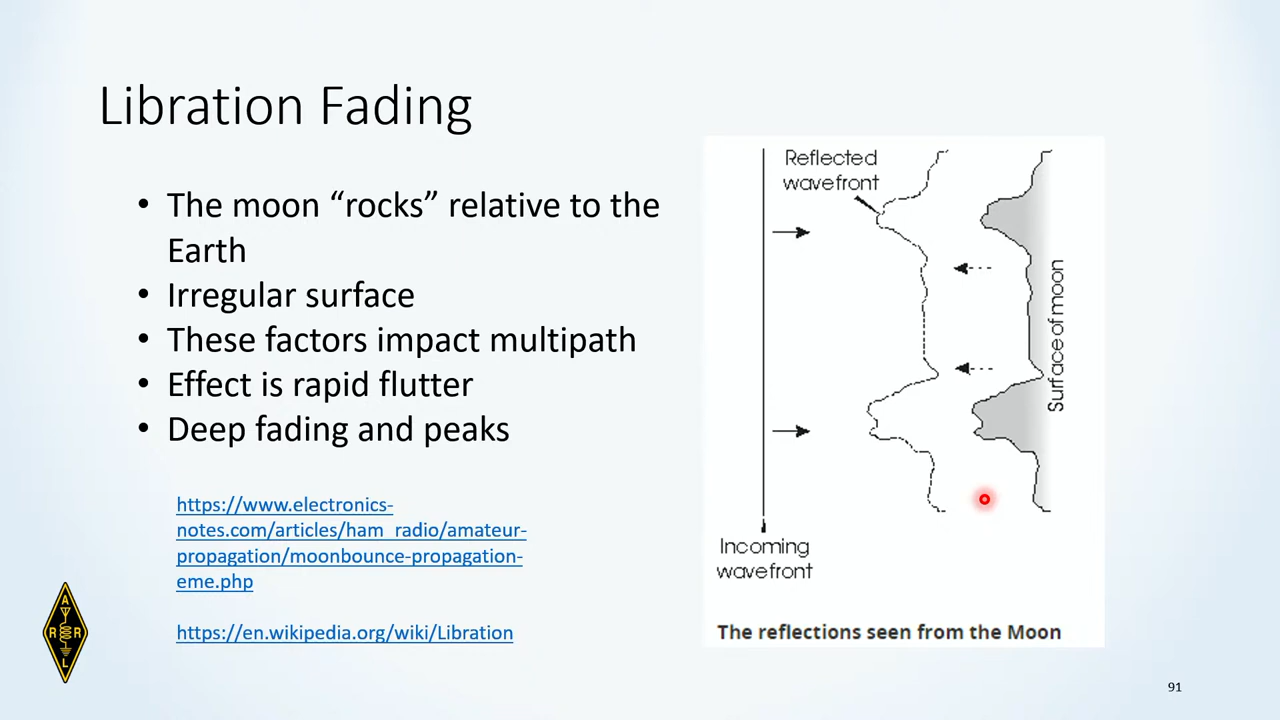 Libration Fading
• The moon “rocks” relative to the
Earth
• Irregular surface
• These factors impact multipath
• Effect is rapid flutter
• Deep fading and peaks
https://www.electronics-
notes.com/articles/ham_radio/amateur-
propagation/moonbounce-propagation-
eme.php
https://en.wikipedia.org/wiki/Libration
Reflected
wavefront
Surface of moon
Incoming
wavefront
The reflections seen from the Moon
A
R R
L
91